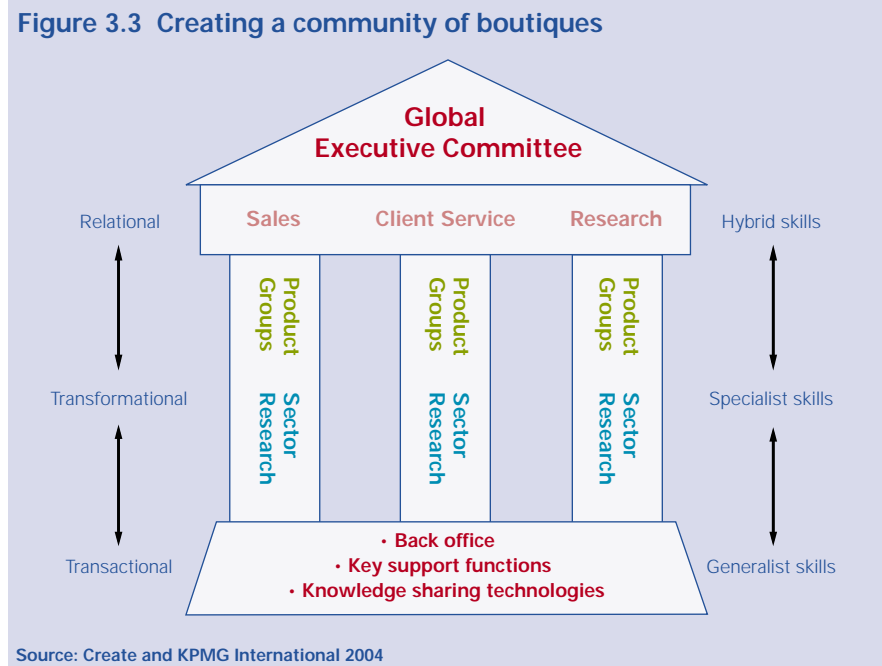 Figure 3.3 Creating a community of boutiques
Global
Executive Committee
Relational
Sales
Client Service
Research
Hybrid skills
Product
Groups
Product
Groups
Product
Groups
Transformational
Sector
Research
Sector
Research
Sector
Research
Specialist skills
Transactional
• Back office
• Key support functions
• Knowledge sharing technologies
Generalist skills
Source: Create and KPMG International 2004